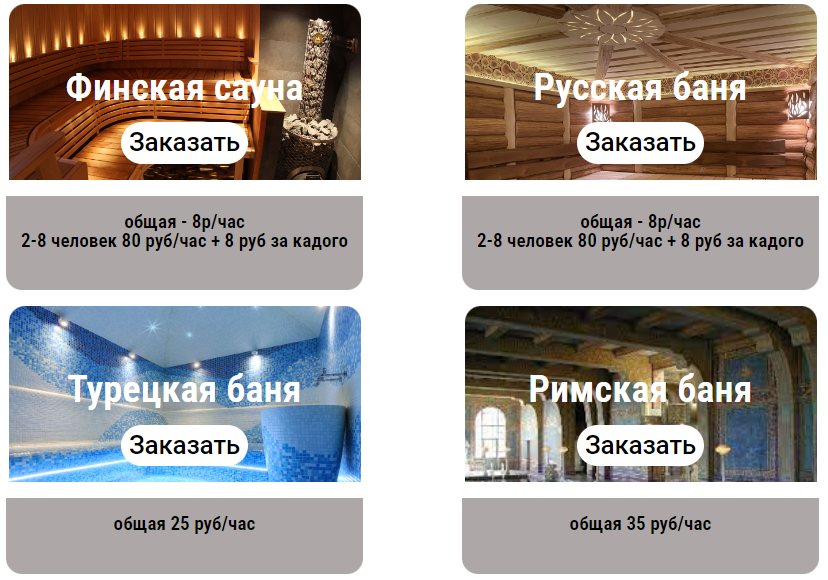 Финская сауна
Заказать
общая - 8р/час
2-8 человек 80 руб/час + 8 руб за кадого
Русская баня
Заказать
общая - 8р/час
2-8 человек 80 руб/час + 8 руб за кадого
Турецкая баня
Заказать
общая 25 руб/час
Римская баня
Заказать
общая 35 руб/час